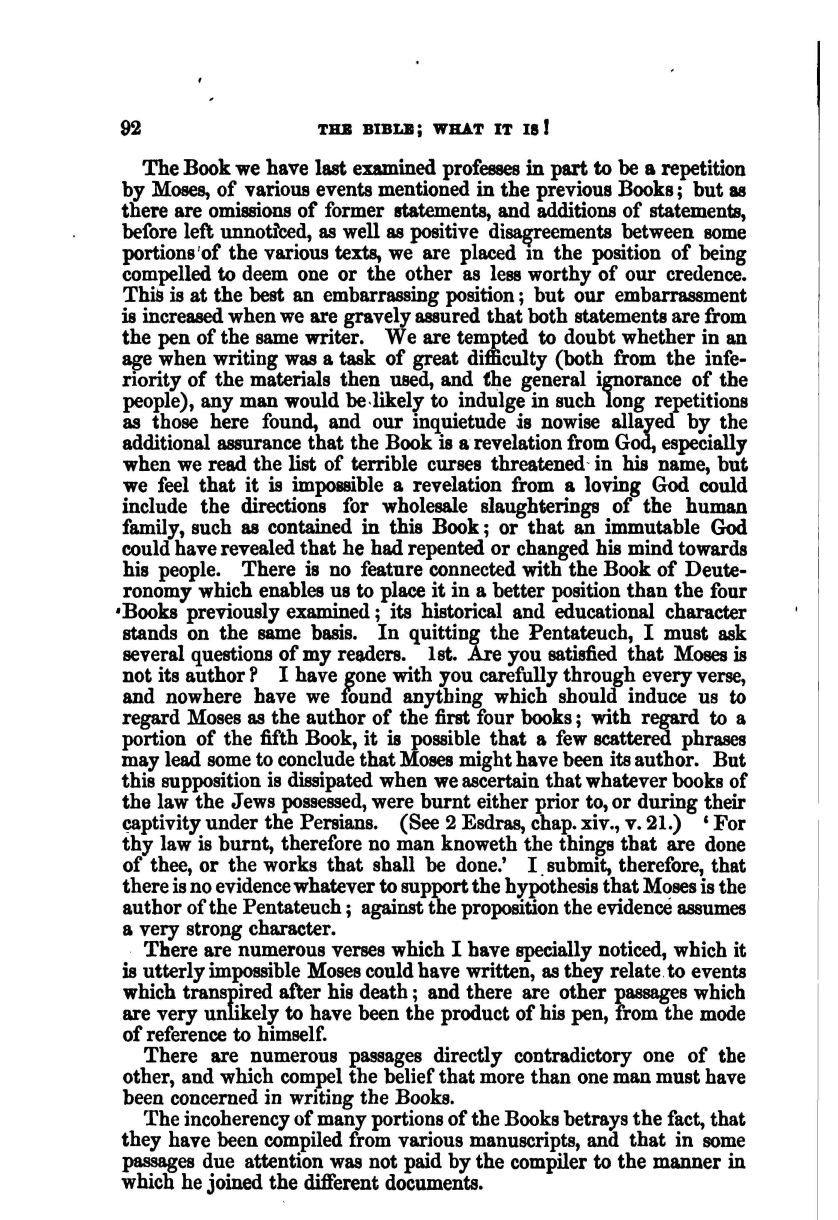 92 THE BIBLE; WHAT IT IS!
The Book we have last examined professes in part to be a repetition
by Moses, of various events mentioned in the previous Books; but as
there are omissions of former statements, and additions of statements,
before left unnoticed, as well as positive disagreements between some
portions of the various texts, we are placed in the position of being
compelled to deem one or the other as less worthy of our credence.
This is at the best an embarrassing position; but our embarrassment
is increased when we are gravely assured that both statements are from
the pen of the same writer. We are tempted to doubt whether in an
age when writing was a task of great difficulty (both from the infe-
riority of the materials then used, and the general ignorance of the
people), any man would be likely to indulge in such long repetitions
as those here found, and our inquietude is nowise allayed by the
additional assurance that the Book is a revelation from God, especially
when we read the list of terrible curses threatened in his name, but
we feel that it is impossible a revelation from a loving God could
include the directions for wholesale slaughterings of the human
family, such as contained in this Book; or that an immutable God
could have revealed that he had repented or changed his mind towards
his people. There is no feature connected with the Book of Deute-
ronomy which enables us to place it in a better position than the four
Books previously examined; its historical and educational character
stands on the same basis. In quitting the Pentateuch, I must ask
several questions of my readers. 1st. Are you satisfied that Moses is
not its author? I have gone with you carefully through every verse,
and nowhere have we found anything which should induce us to
regard Moses as the author of the first four books; with regard to a
portion of the fifth Book, it is possible that a few scattered phrases
may lead some to conclude that Moses might have been its author. But
this supposition is dissipated when we ascertain that whatever books of
the law the Jews possessed, were burnt either prior to, or during their
captivity under the Persians. (See 2 Esdras, chap. xiv., v. 21.) ‘For
thy law is burnt, therefore no man knoweth the things that are done
of thee, or the works that shall be done.’ I submit, therefore, that
there is no evidence whatever to support the hypothesis that Moses is the
author of the Pentateuch; against the proposition the evidence assumes
a very strong character.
There are numerous verses which I have specially noticed, which it
is utterly impossible Moses could have written, as they relate to events
which transpired after his death; and there are other passages which
are very unlikely to have been the product of his pen, from the mode
of reference to himself.
There are numerous passages directly contradictory one of the
other, and which compel the belief that more than one man must have
been concerned in writing the Books.
The incoherency of many portions of the Books betrays the fact, that
they have been compiled from various manuscripts, and that in some
passages due attention was not paid by the compiler to the manner in
which he joined the different documents.